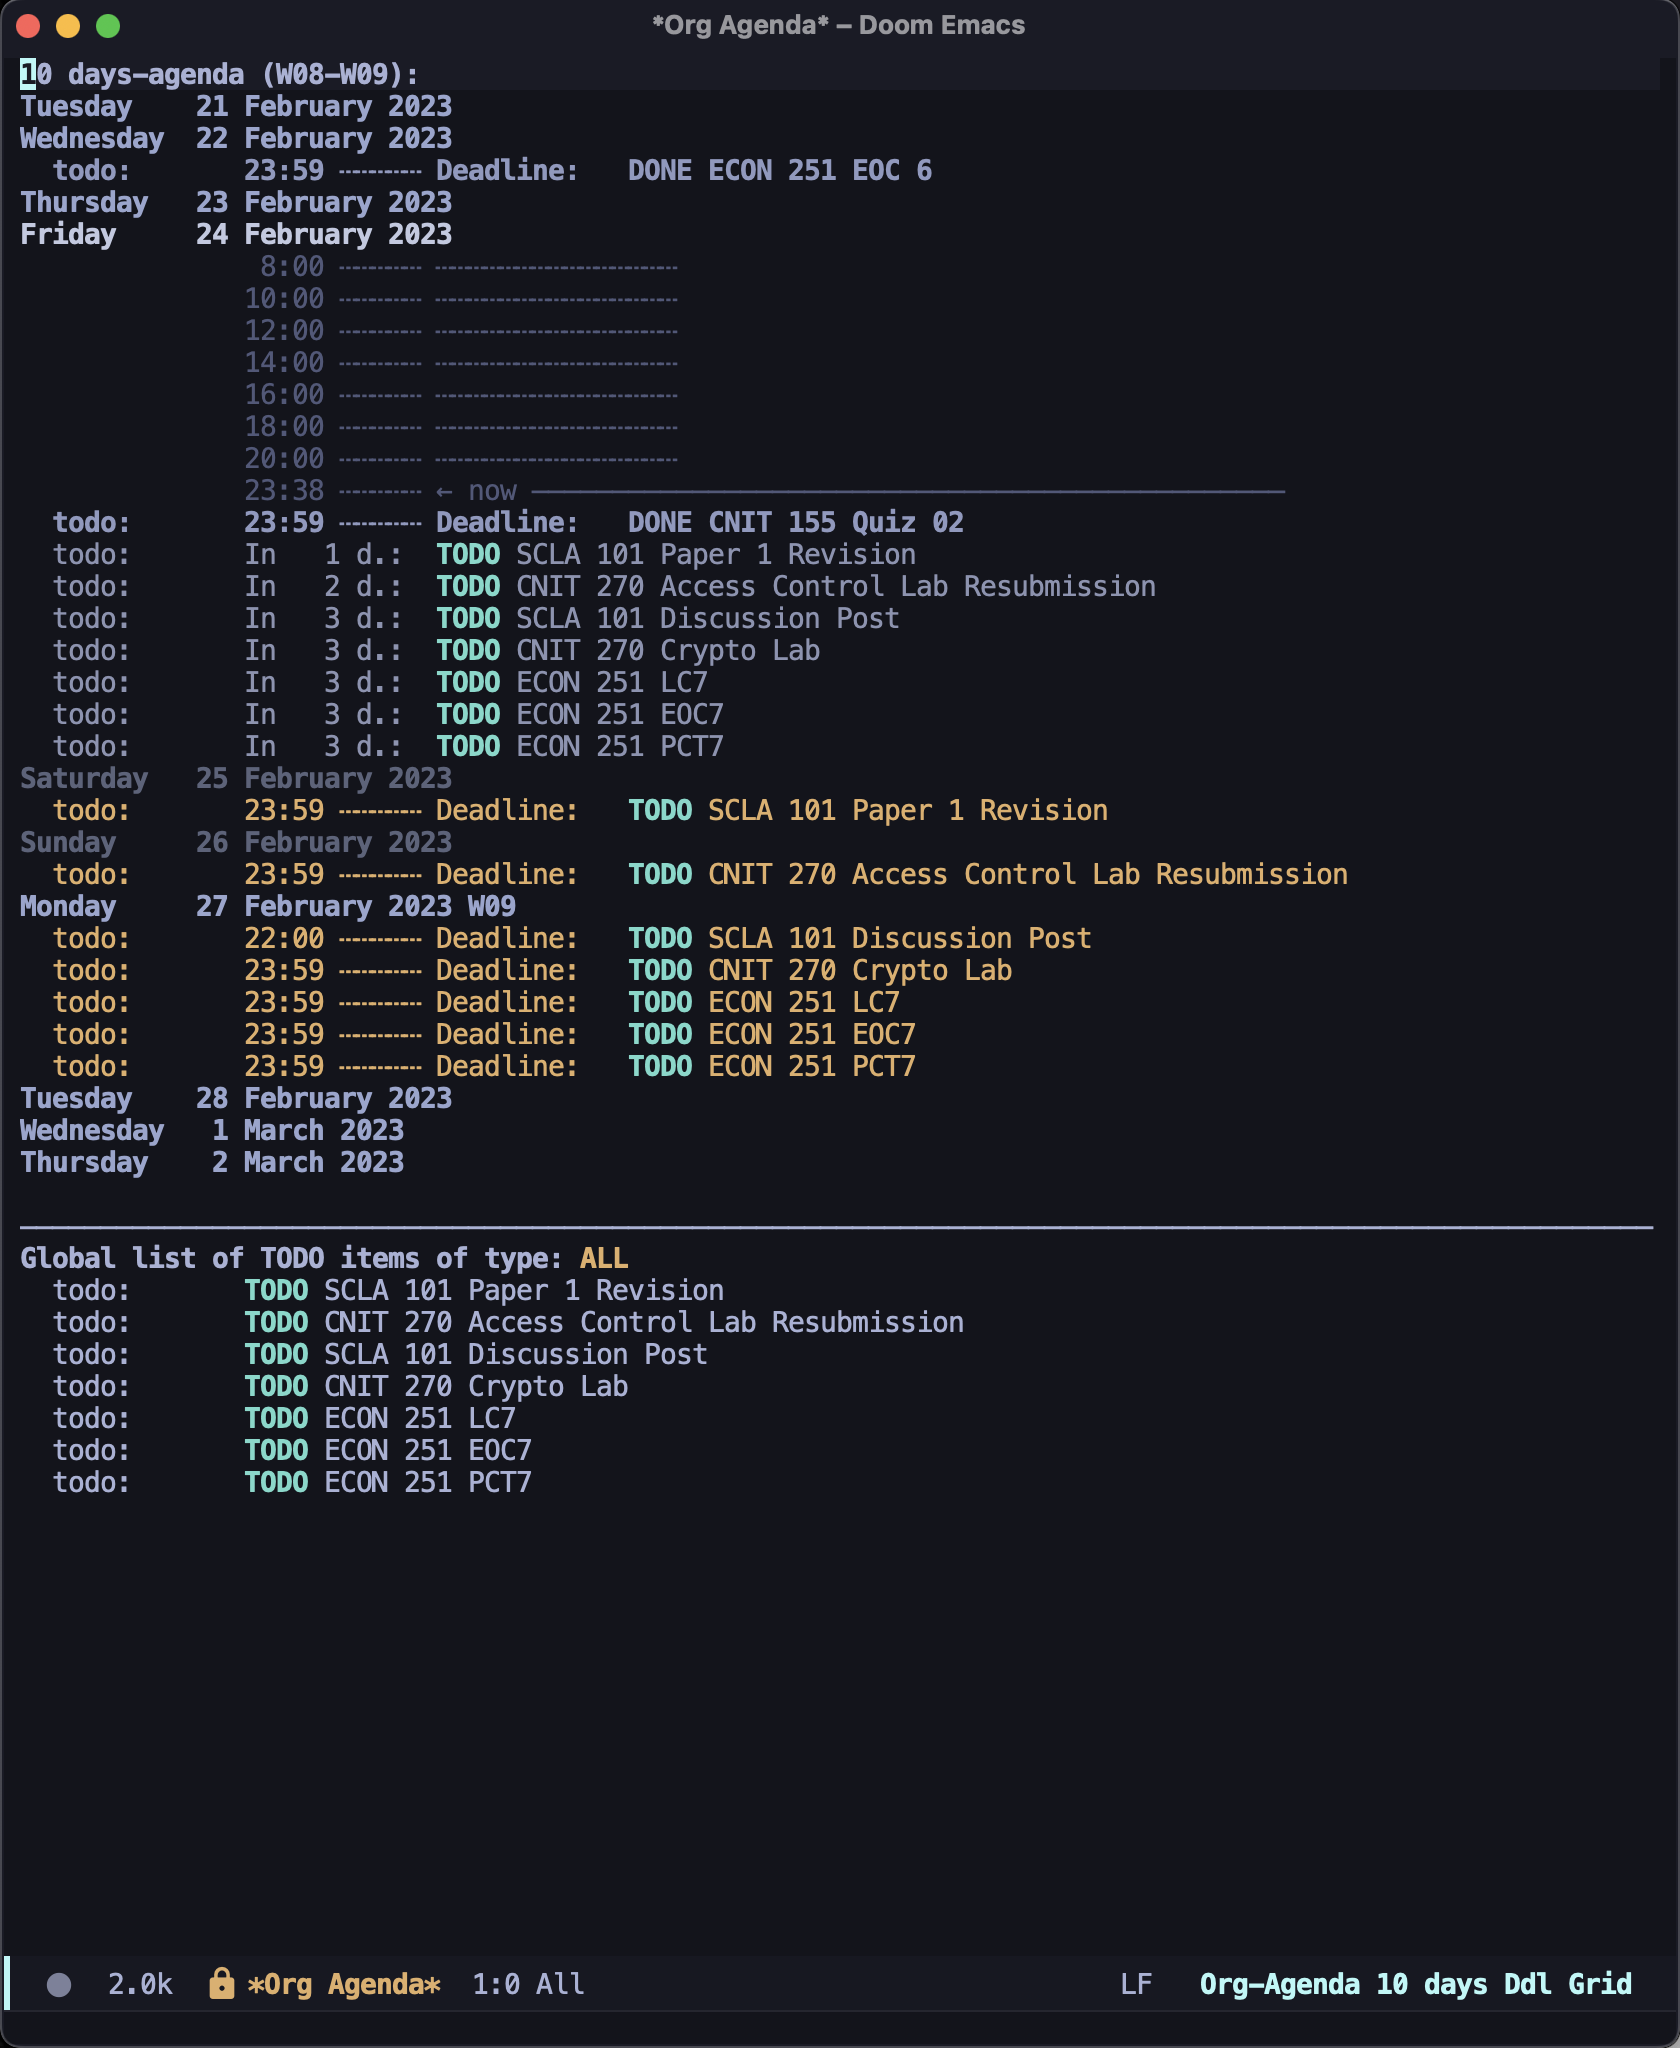 *Org Agenda* – Doom Emacs
10 days-agenda (W08-W09):
Tuesday    21 February 2023
Wednesday  22 February 2023
  todo:       23:59 ┄┄┄┄┄ Deadline:   DONE ECON 251 EOC 6
Thursday   23 February 2023
Friday     24 February 2023
               8:00 ┄┄┄┄┄ ┄┄┄┄┄┄┄┄┄┄┄┄┄┄┄
              10:00 ┄┄┄┄┄ ┄┄┄┄┄┄┄┄┄┄┄┄┄┄┄
              12:00 ┄┄┄┄┄ ┄┄┄┄┄┄┄┄┄┄┄┄┄┄┄
              14:00 ┄┄┄┄┄ ┄┄┄┄┄┄┄┄┄┄┄┄┄┄┄
              16:00 ┄┄┄┄┄ ┄┄┄┄┄┄┄┄┄┄┄┄┄┄┄
              18:00 ┄┄┄┄┄ ┄┄┄┄┄┄┄┄┄┄┄┄┄┄┄
              20:00 ┄┄┄┄┄ ┄┄┄┄┄┄┄┄┄┄┄┄┄┄┄
              23:38 ┄┄┄┄┄ ← now ───────────────────────────────────────────────
  todo:       23:59 ┄┄┄┄┄ Deadline:   DONE CNIT 155 Quiz 02
  todo:       In   1 d.:  TODO SCLA 101 Paper 1 Revision
  todo:       In   2 d.:  TODO CNIT 270 Access Control Lab Resubmission
  todo:       In   3 d.:  TODO SCLA 101 Discussion Post
  todo:       In   3 d.:  TODO CNIT 270 Crypto Lab
  todo:       In   3 d.:  TODO ECON 251 LC7
  todo:       In   3 d.:  TODO ECON 251 EOC7
  todo:       In   3 d.:  TODO ECON 251 PCT7
Saturday   25 February 2023
  todo:       23:59 ┄┄┄┄┄ Deadline:   TODO SCLA 101 Paper 1 Revision
Sunday     26 February 2023
  todo:       23:59 ┄┄┄┄┄ Deadline:   TODO CNIT 270 Access Control Lab Resubmission
Monday     27 February 2023 W09
  todo:       22:00 ┄┄┄┄┄ Deadline:   TODO SCLA 101 Discussion Post
  todo:       23:59 ┄┄┄┄┄ Deadline:   TODO CNIT 270 Crypto Lab
  todo:       23:59 ┄┄┄┄┄ Deadline:   TODO ECON 251 LC7
  todo:       23:59 ┄┄┄┄┄ Deadline:   TODO ECON 251 EOC7
  todo:       23:59 ┄┄┄┄┄ Deadline:   TODO ECON 251 PCT7
Tuesday    28 February 2023
Wednesday   1 March 2023
Thursday    2 March 2023
Global list of TODO items of type: ALL
  todo:       TODO SCLA 101 Paper 1 Revision
  todo:       TODO CNIT 270 Access Control Lab Resubmission
  todo:       TODO SCLA 101 Discussion Post
  todo:       TODO CNIT 270 Crypto Lab
  todo:       TODO ECON 251 LC7
  todo:       TODO ECON 251 EOC7
  todo:       TODO ECON 251 PCT7
2.0k *Org Agenda* 1:0 All LF Org-Agenda 10 days Ddl Grid